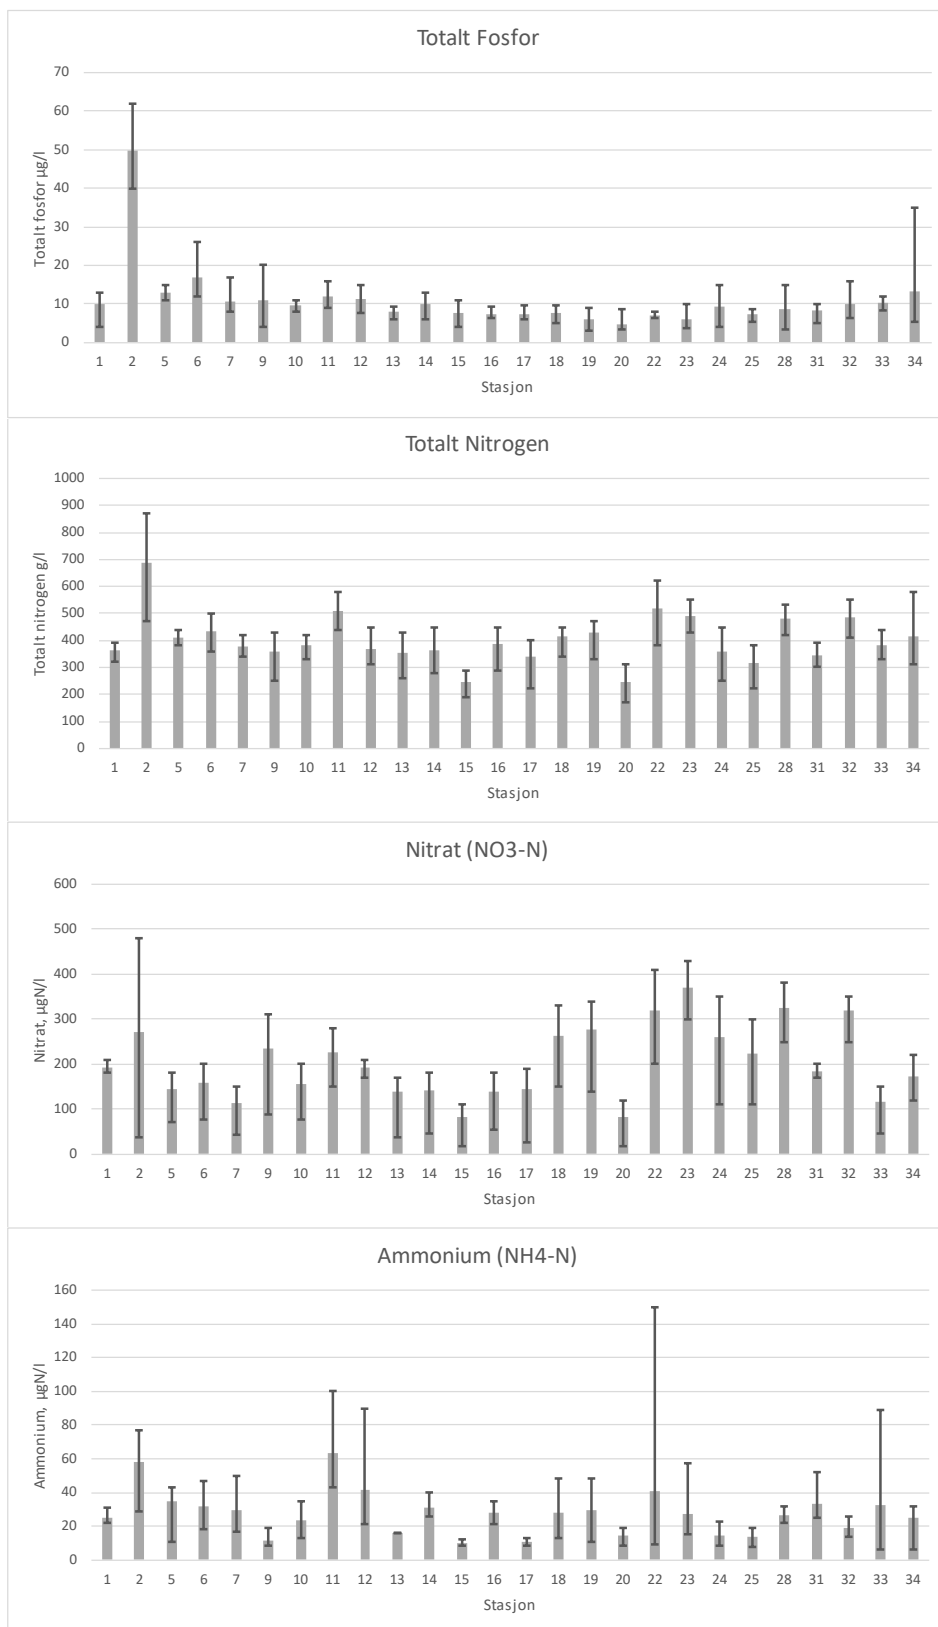 Totalt Fosfor
70
60
50
40
30
20
10
0
Totalt fosfor µg/l
1 2 5 6 7 9 10 11 12 13 14 15 16 17 18 19 20 22 23 24 25 28 31 32 33 34
Stasjon
Totalt Nitrogen
1000
900
800
700
600
500
400
300
200
100
0
Totalt nitrogen g/l
1 2 5 6 7 9 10 11 12 13 14 15 16 17 18 19 20 22 23 24 25 28 31 32 33 34
Stasjon
Nitrat (NO3-N)
600
500
400
300
200
100
0
Nitrat, µgN/l
1 2 5 6 7 9 10 11 12 13 14 15 16 17 18 19 20 22 23 24 25 28 31 32 33 34
Stasjon
Ammonium (NH4-N)
160
140
120
100
80
60
40
20
0
Ammonium, µgN/l
1 2 5 6 7 9 10 11 12 13 14 15 16 17 18 19 20 22 23 24 25 28 31 32 33 34
Stasjon